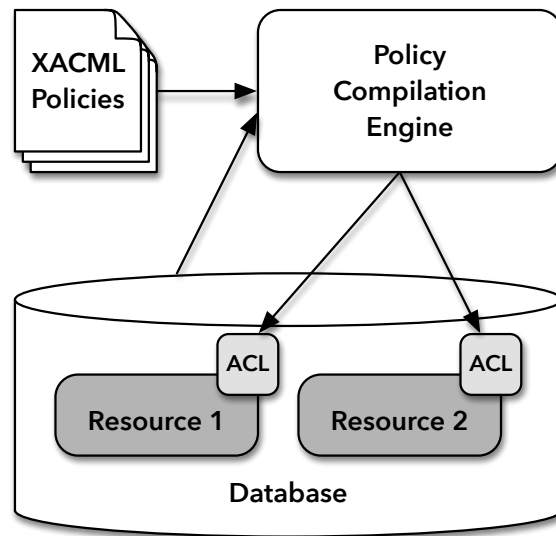 XACML
Policies
Policy
Compilation
Engine
ACL
ACL
Resource 1
Resource 2
Database